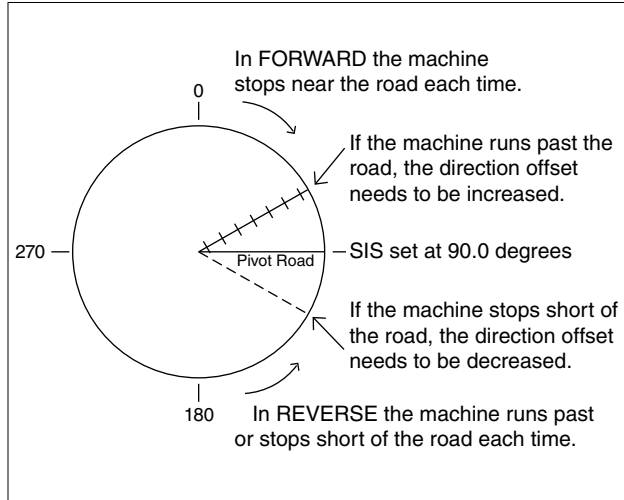 In FORWARD the machine
stops near the road each time.
0
If the machine runs past the
road, the direction offset
needs to be increased.
270
Pivot Road
SIS set at 90.0 degrees
If the machine stops short of
the road, the direction offset
needs to be decreased.
180
In REVERSE the machine runs past
or stops short of the road each time.